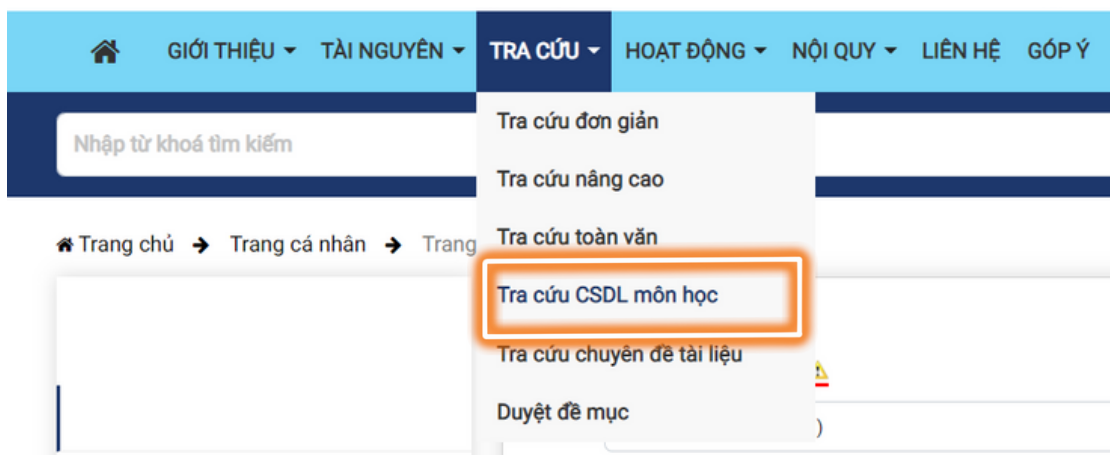 GIỚI THIỆU TÀI NGUYÊN TRA CỨU HOẠT ĐỘNG NỘI QUY LIÊN HỆ GÓP Ý
Nhập từ khoá tìm kiếm
Tra cứu đơn giản
Tra cứu nâng cao
Trang chủ → Trang cá nhân → Trang
Tra cứu toàn văn
Tra cứu CSDL môn học
Tra cứu chuyên đề tài liệu
Duyệt đề mục
)